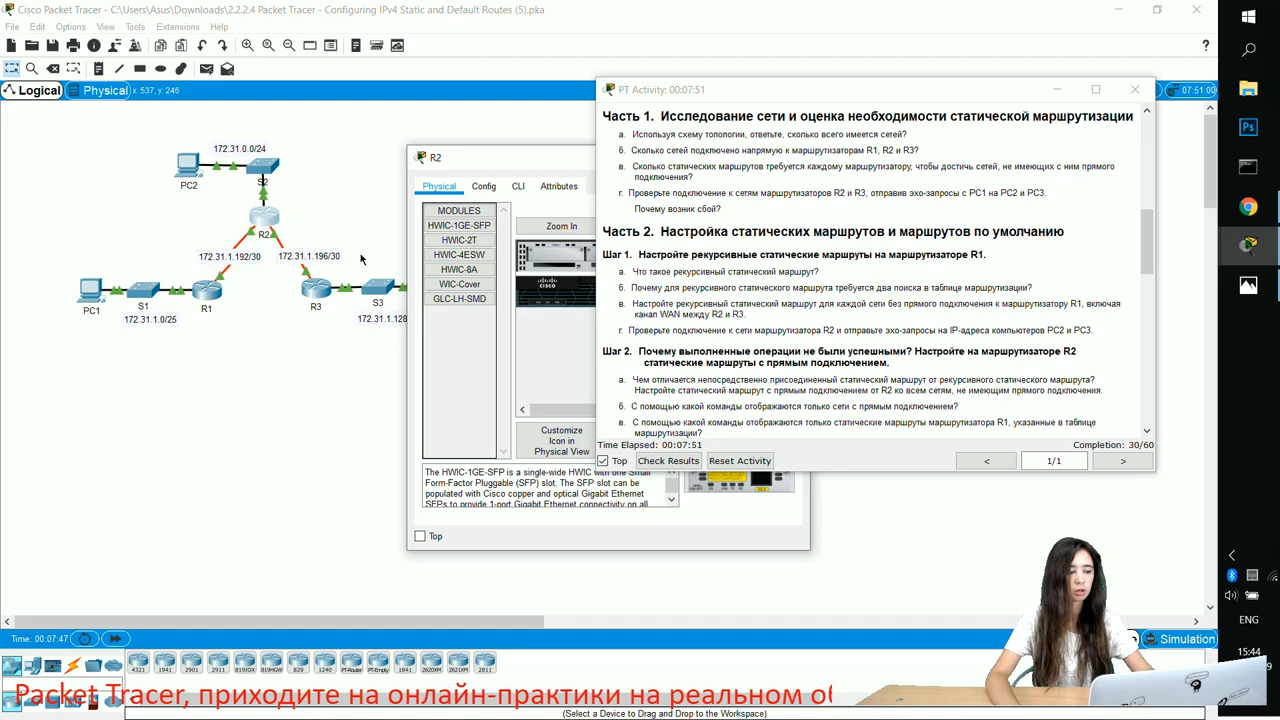 Cisco Packet Tracer - C:\Users\Asus\Downloads\2.2.2.4 Packet Tracer - Configuring IPv4 Static and Default Routes (5).pka
File Edit Options View Tools Extensions Help
Logical Physical x: 537, y: 246
07:51:00
172.31.0.0/24
PC2
S2
R2
172.31.1.192/30
172.31.1.196/30
PC1
S1
R1
R3
S3
172.31.1.0/25
172.31.1.128
R2
Physical Config CLI Attributes
MODULES
HWIC-1GE-SFP
HWIC-2T
HWIC-4ESW
HWIC-8A
WIC-Cover
GLC-LH-SMD
Zoom In
CISCO
Customize
Icon in
Physical View
The HWIC-1GE-SFP is a single-wide HWIC with one Small
Form-Factor Pluggable (SFP) slot. The SFP slot can be
populated with Cisco copper and optical Gigabit Ethernet
SFPs to provide 1-port Gigabit Ethernet connectivity on all
Top
PT Activity: 00:07:51
Часть 1. Исследование сети и оценка необходимости статической маршрутизации
а. Используя схему топологии, ответьте, сколько всего имеется сетей?
б. Сколько сетей подключено напрямую к маршрутизаторам R1, R2 и R3?
в. Сколько статических маршрутов требуется каждому маршрутизатору, чтобы достичь сетей, не имеющих с ним прямого
подключения?
г. Проверьте подключение к сетям маршрутизаторов R2 и R3, отправив эхо-запросы с PC1 на PC2 и PC3.
Почему возник сбой?
Часть 2. Настройка статических маршрутов и маршрутов по умолчанию
Шаг 1. Настройте рекурсивные статические маршруты на маршрутизаторе R1.
а. Что такое рекурсивный статический маршрут?
б. Почему для рекурсивного статического маршрута требуется два поиска в таблице маршрутизации?
в. Настройте рекурсивный статический маршрут для каждой сети без прямого подключения к маршрутизатору R1, включая
канал WAN между R2 и R3.
г. Проверьте подключение к сети маршрутизатора R2 и отправьте эхо-запросы на IP-адреса компьютеров PC2 и PC3.
Шаг 2. Почему выполненные операции не были успешными? Настройте на маршрутизаторе R2
статические маршруты с прямым подключением.
а. Чем отличается непосредственно присоединенный статический маршрут от рекурсивного статического маршрута?
Настройте статический маршрут с прямым подключением от R2 ко всем сетям, не имеющим прямого подключения.
б. С помощью какой команды отображаются только сети с прямым подключением?
в. С помощью какой команды отображаются только статические маршруты маршрутизатора R1, указанные в таблице
маршрутизации?
Time Elapsed: 00:07:51 Completion: 30/60
Top Check Results Reset Activity < 1/1 >
Time: 00:07:47
Simulation
4321 1941 2901 2911 819IOX 819HGW 829 1240 PT-Router PT-Empty 1841 2620XM 2621XM 2811
(Select a Device to Drag and Drop to the Workspace)
Packet Tracer, приходите на онлайн-практики на реальном об
ENG
15:44